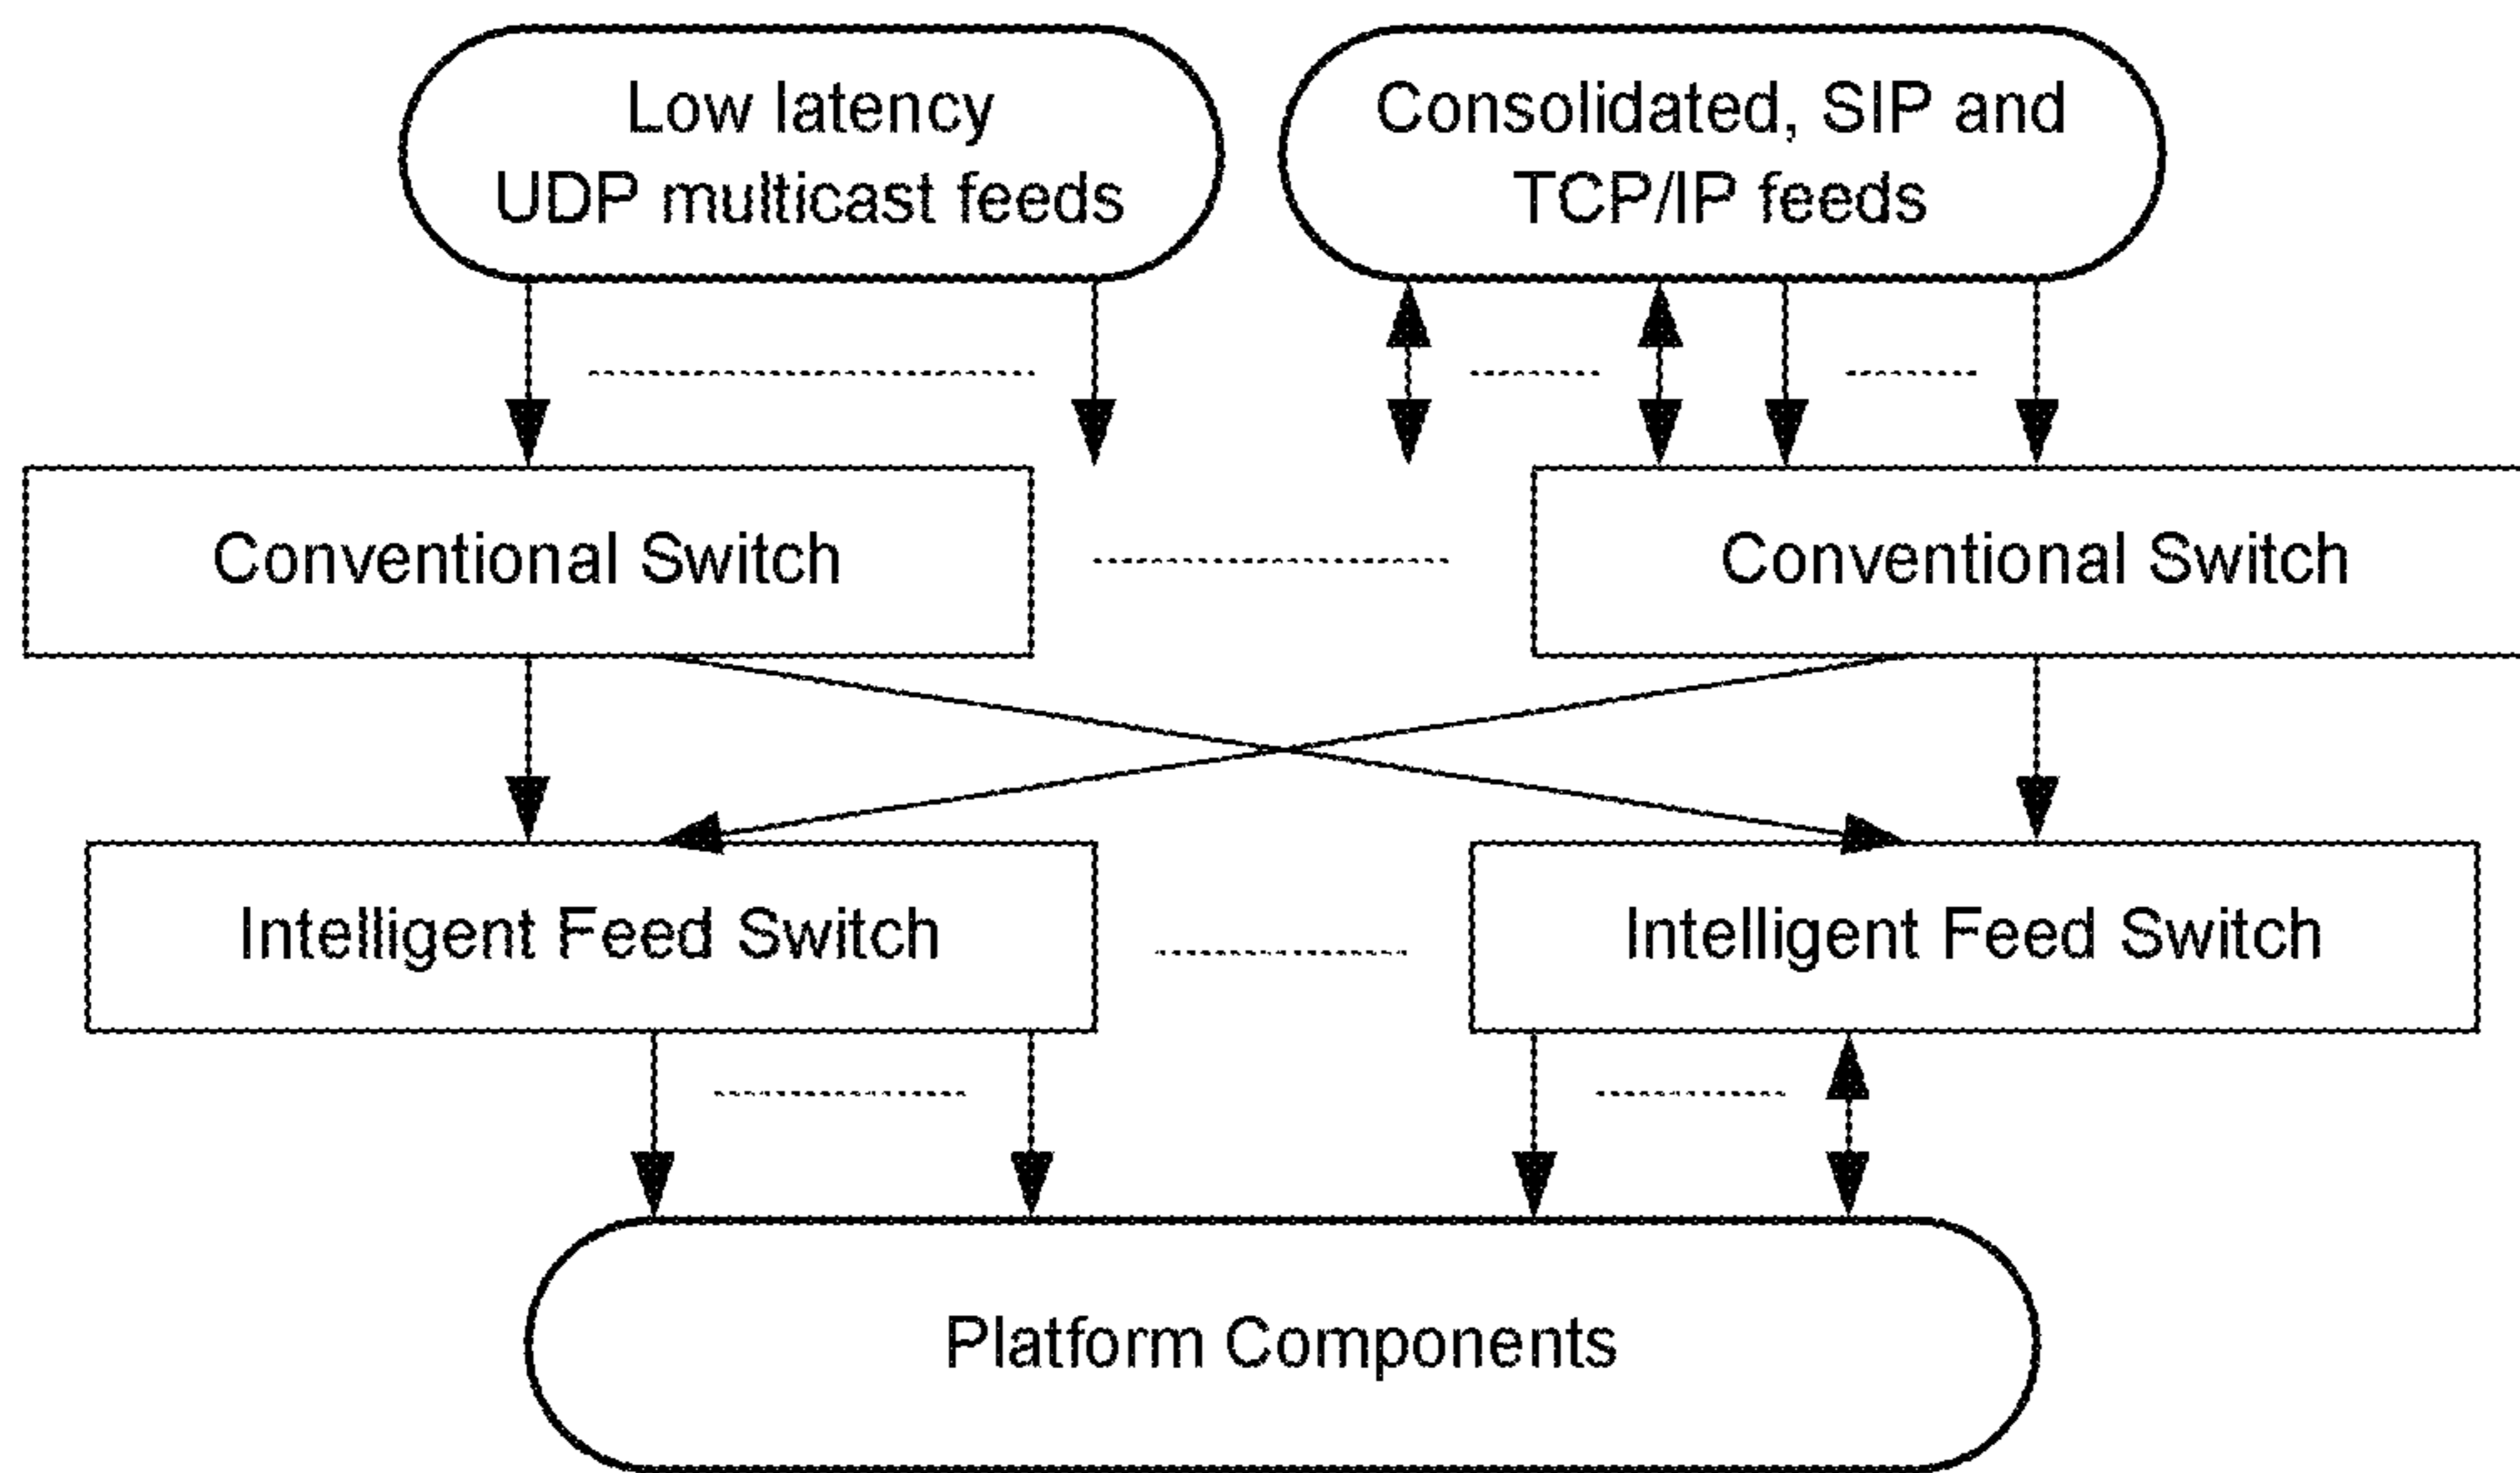 Low latency
UDP multicast feeds
Consolidated, SIP and
TCP/IP feeds
Conventional Switch
Conventional Switch
Intelligent Feed Switch
Intelligent Feed Switch
Platform Components